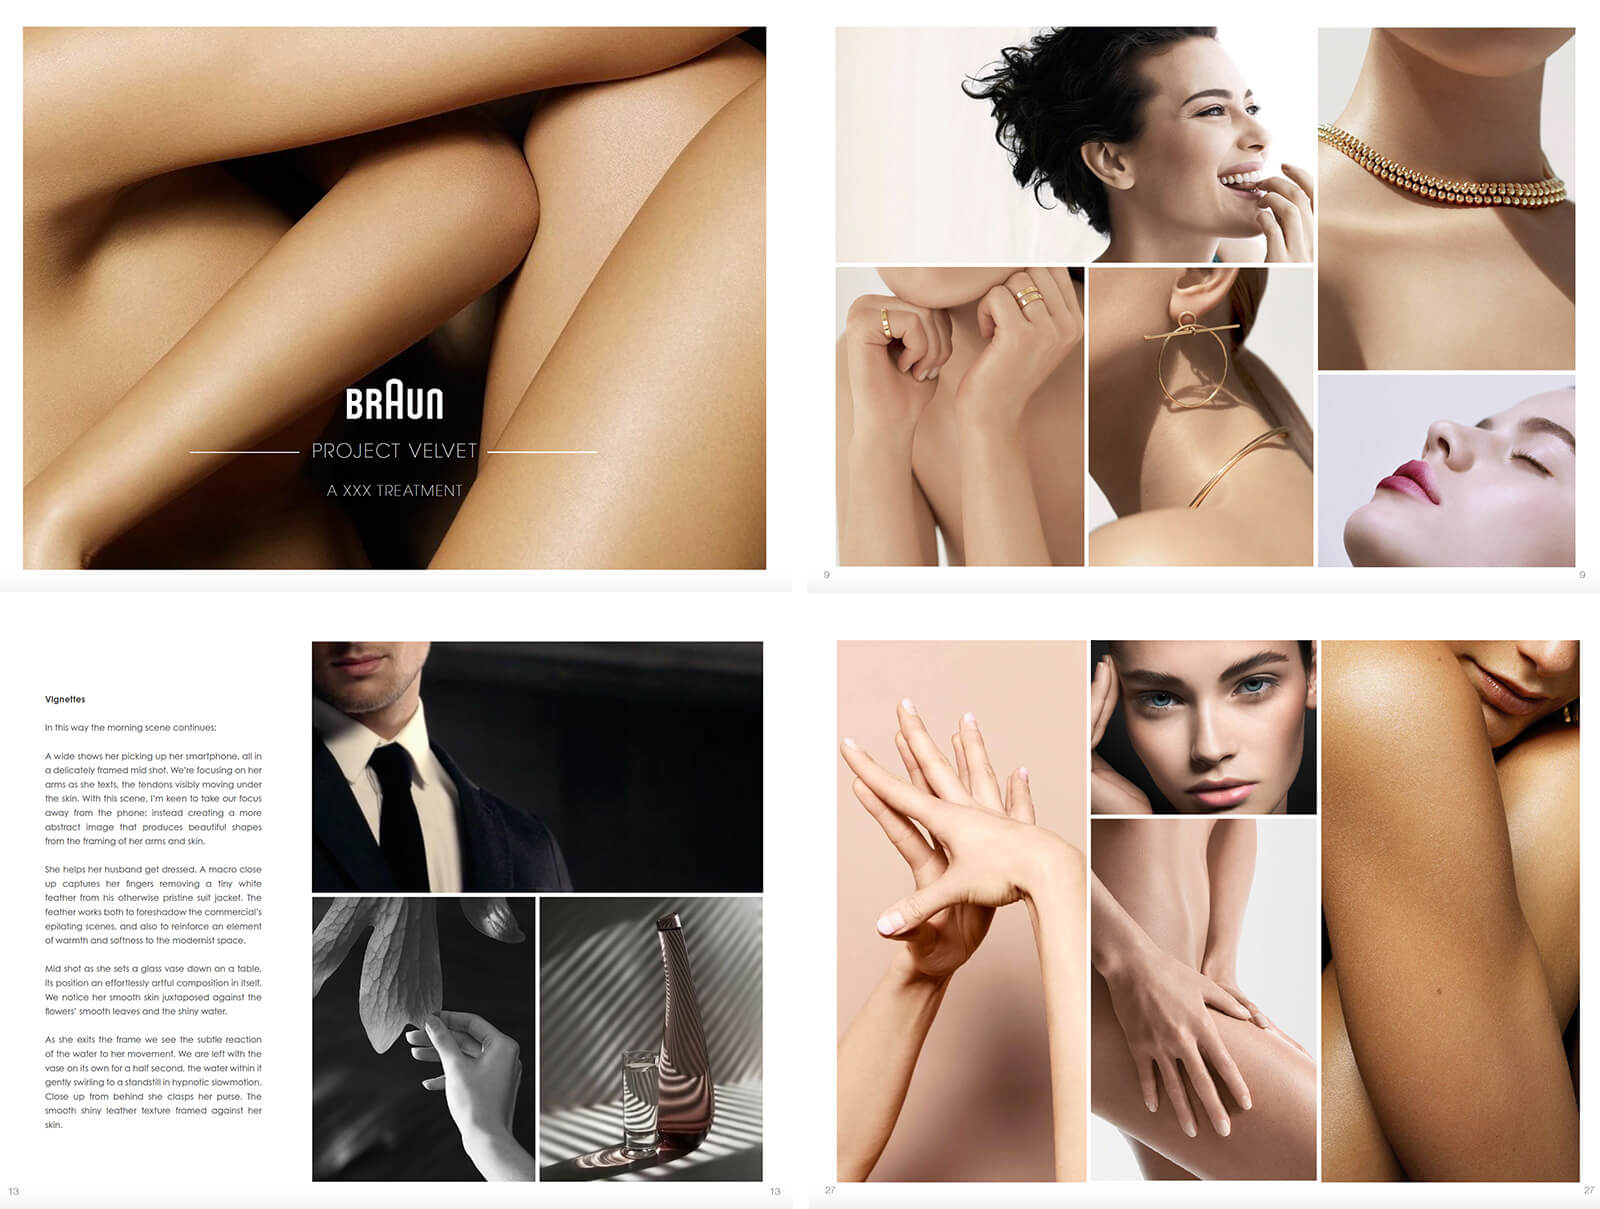 BRAUN
PROJECT VELVET
A XXX TREATMENT
9
9
Vignettes
In this way the morning scene continues:
A wide shows her picking up her smartphone, all in
a delicately framed mid shot. We're focusing on her
arms as she texts, the tendons visibly moving under
the skin. With this scene, I'm keen to take our focus
away from the phone: instead creating a more
abstract image that produces beautiful shapes
from the framing of her arms and skin.
She helps her husband get dressed. A macro close
up captures her fingers removing a tiny white
feather from his otherwise pristine suit jacket. The
feather works both to foreshadow the commercial's
epilating scenes, and also to reinforce an element
of warmth and softness to the modernist space.
Mid shot as she sets a glass vase down on a table,
its position an effortlessly artful composition in itself.
We notice her smooth skin juxtaposed against the
flowers' smooth leaves and the shiny water.
As she exits the frame we see the subtle reaction
of the water to her movement. We are left with the
vase on its own for a half second, the water within it
gently swirling to a standstill in hypnotic slowmotion.
Close up from behind she clasps her purse. The
smooth shiny leather texture framed against her
skin.
13
13
27
27